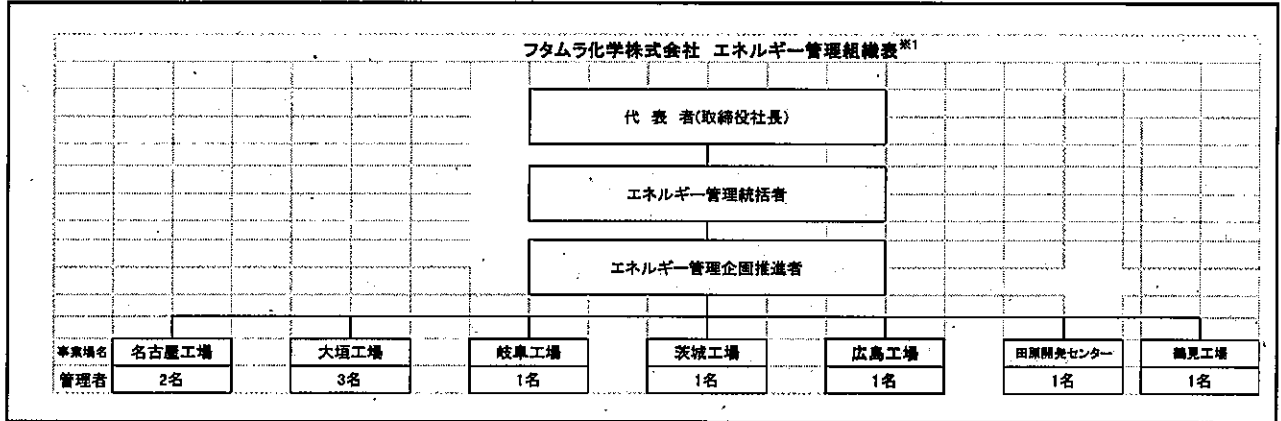 フタムラ化学株式会社 エネルギー管理組織表※1
代 表 者(取締役社長)
エネルギー管理統括者
エネルギー管理企画推進者
事業場名 名古屋工場 大垣工場 岐阜工場 茨城工場 広島工場 田原開発センター 鶴見工場
管理者 2名 3名 1名 1名 1名 1名 1名